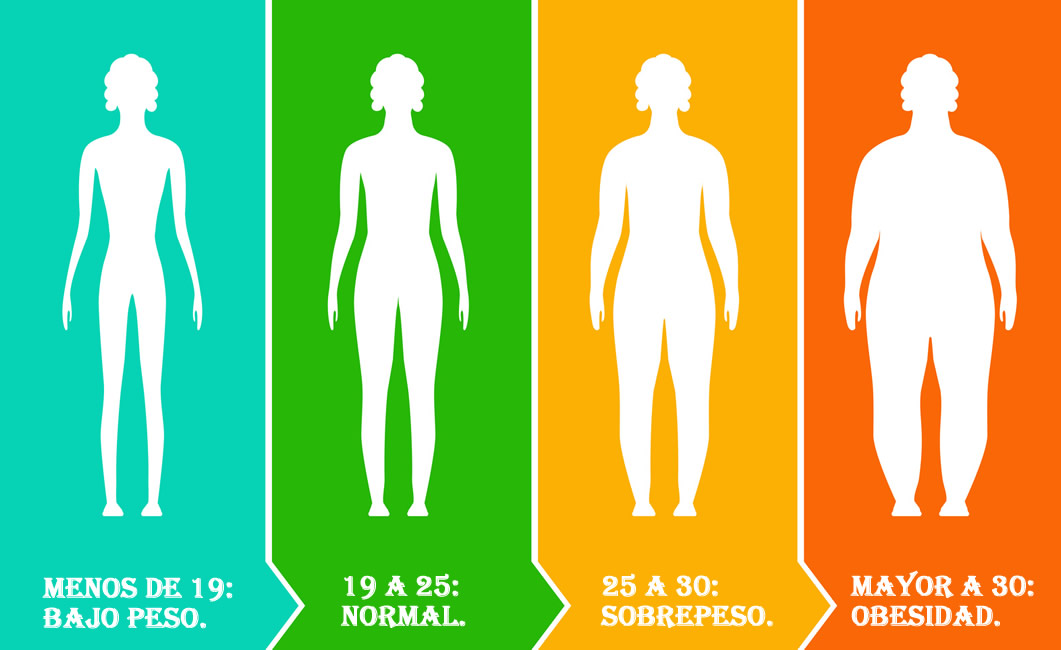 MENOS DE 19:
BAJO PESO.
19 A 25:
NORMAL.
25 A 30:
SOBREPESO.
MAYOR A 30:
OBESIDAD.